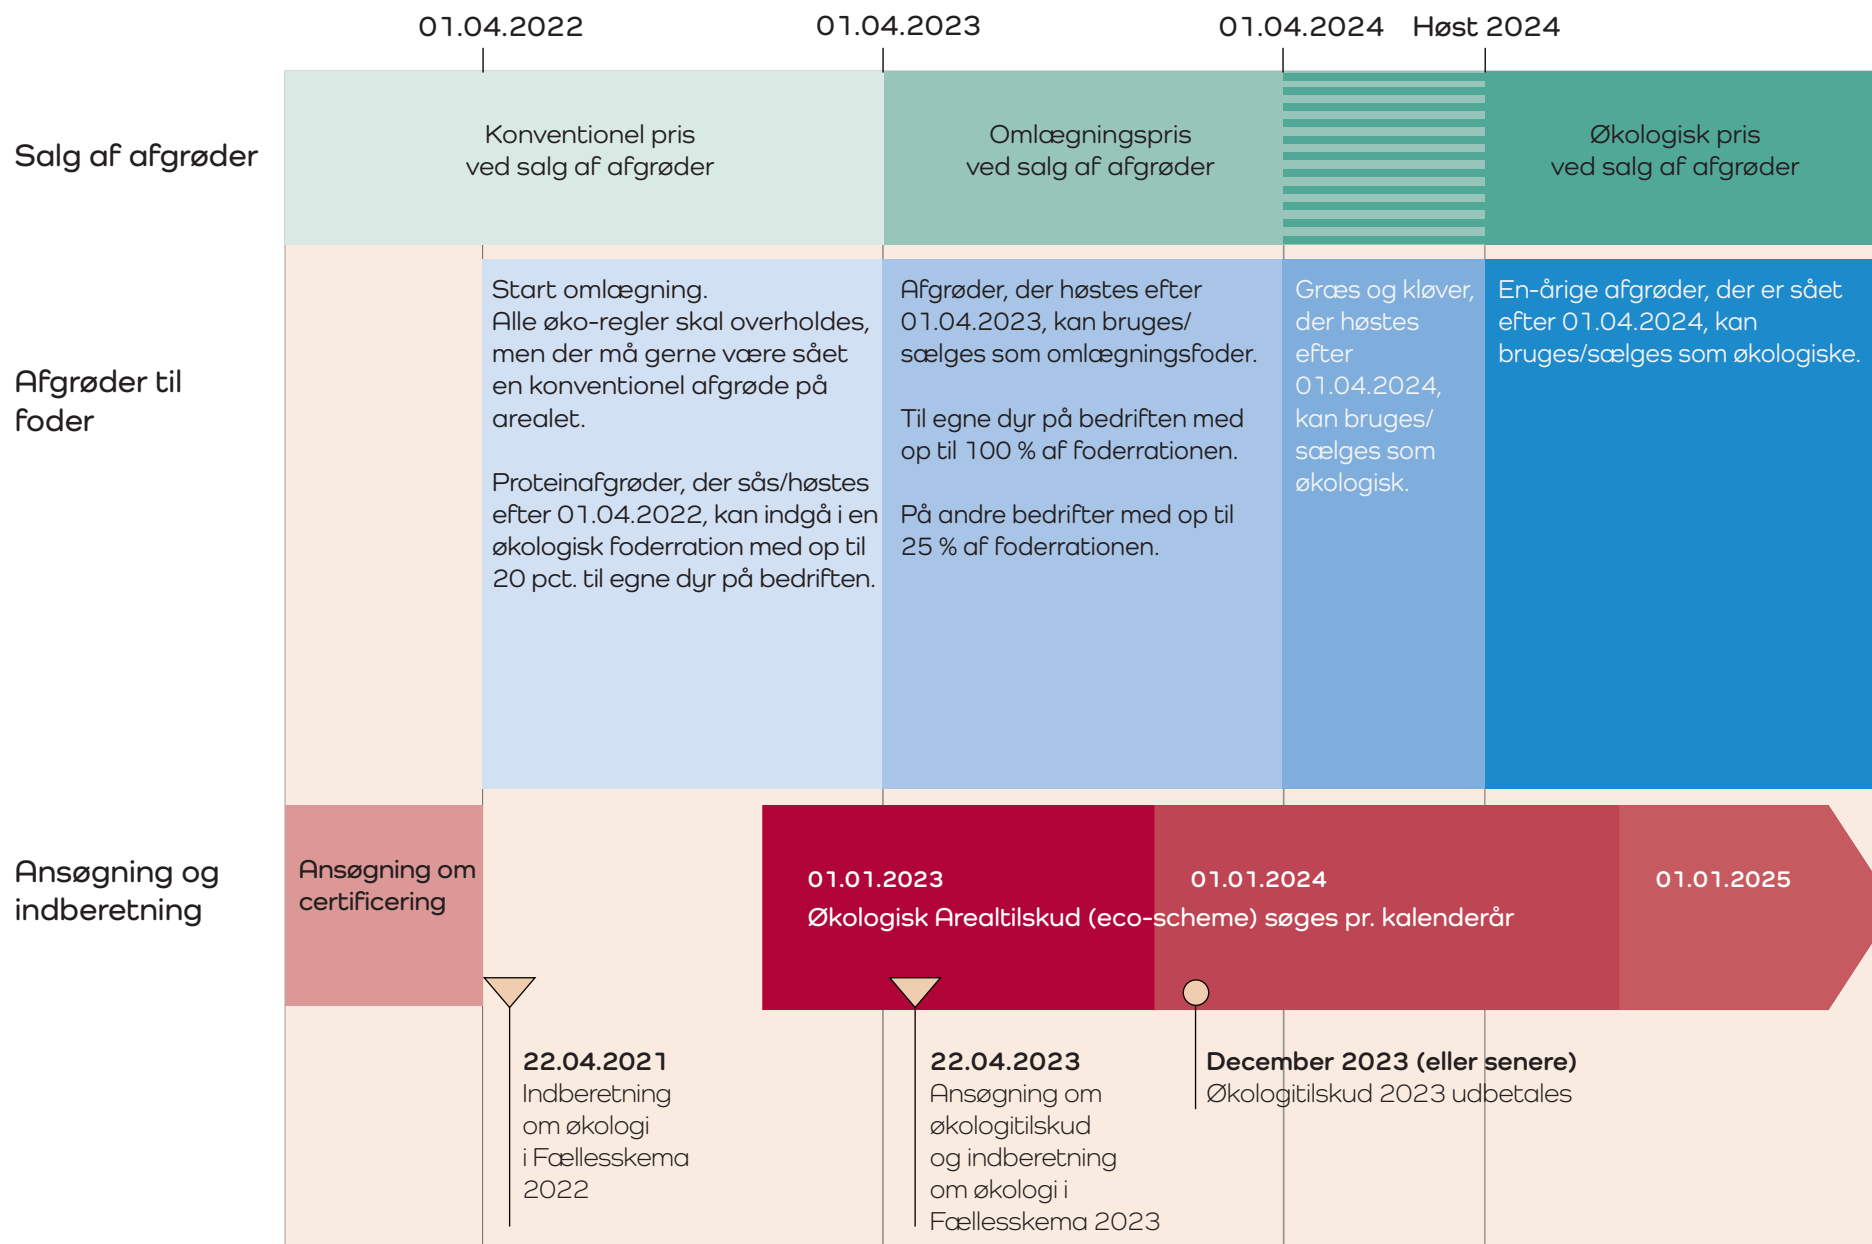 01.04.2022
01.04.2023
01.04.2024
Høst 2024
Salg af afgrøder
Konventionel pris
ved salg af afgrøder
Omlægningspris
ved salg af afgrøder
Økologisk pris
ved salg af afgrøder
Afgrøder til
foder
Start omlægning.
Alle øko-regler skal overholdes,
men der må gerne være sået
en konventionel afgrøde på
arealet.
Proteinafgrøder, der sås/høstes
efter 01.04.2022, kan indgå i en
økologisk foderration med op til
20 pct. til egne dyr på bedriften.
Afgrøder, der høstes efter
01.04.2023, kan bruges/
sælges som omlægningsfoder.
Til egne dyr på bedriften med
op til 100 % af foderrationen.
På andre bedrifter med op til
25 % af foderrationen.
Græs og kløver,
der høstes
efter
01.04.2024,
kan bruges/
sælges som
økologisk.
En-årige afgrøder, der er sået
efter 01.04.2024, kan
bruges/sælges som økologiske.
Ansøgning og
indberetning
Ansøgning om
certificering
01.01.2023
01.01.2024
01.01.2025
Økologisk Arealtilskud (eco-scheme) søges pr. kalenderår
22.04.2021
Indberetning
om økologi
i Fællesskema
2022
22.04.2023
Ansøgning om
økologitilskud
og indberetning
om økologi i
Fællesskema 2023
December 2023 (eller senere)
Økologitilskud 2023 udbetales